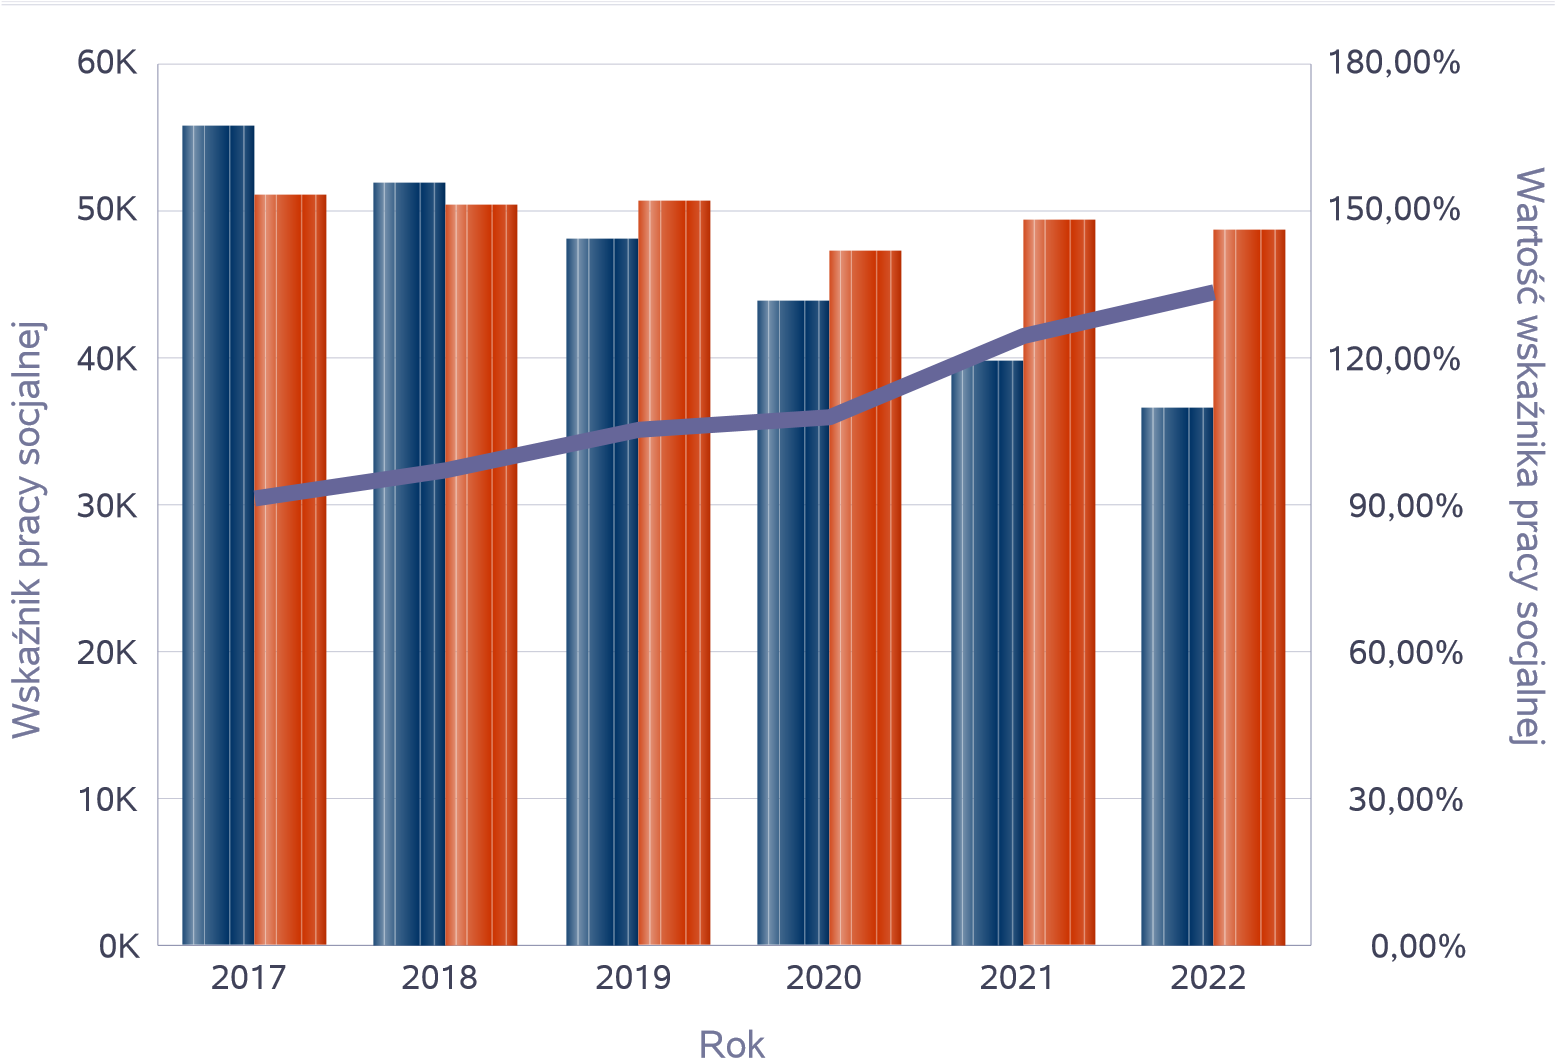 60K
50K
40K
30K
20K
10K
0K
Wskaźnik pracy socjalnej
180,00%
150,00%
120,00%
90,00%
60,00%
30,00%
0,00%
Wartość wskaźnika pracy socjalnej
2017 2018 2019 2020 2021 2022
Rok